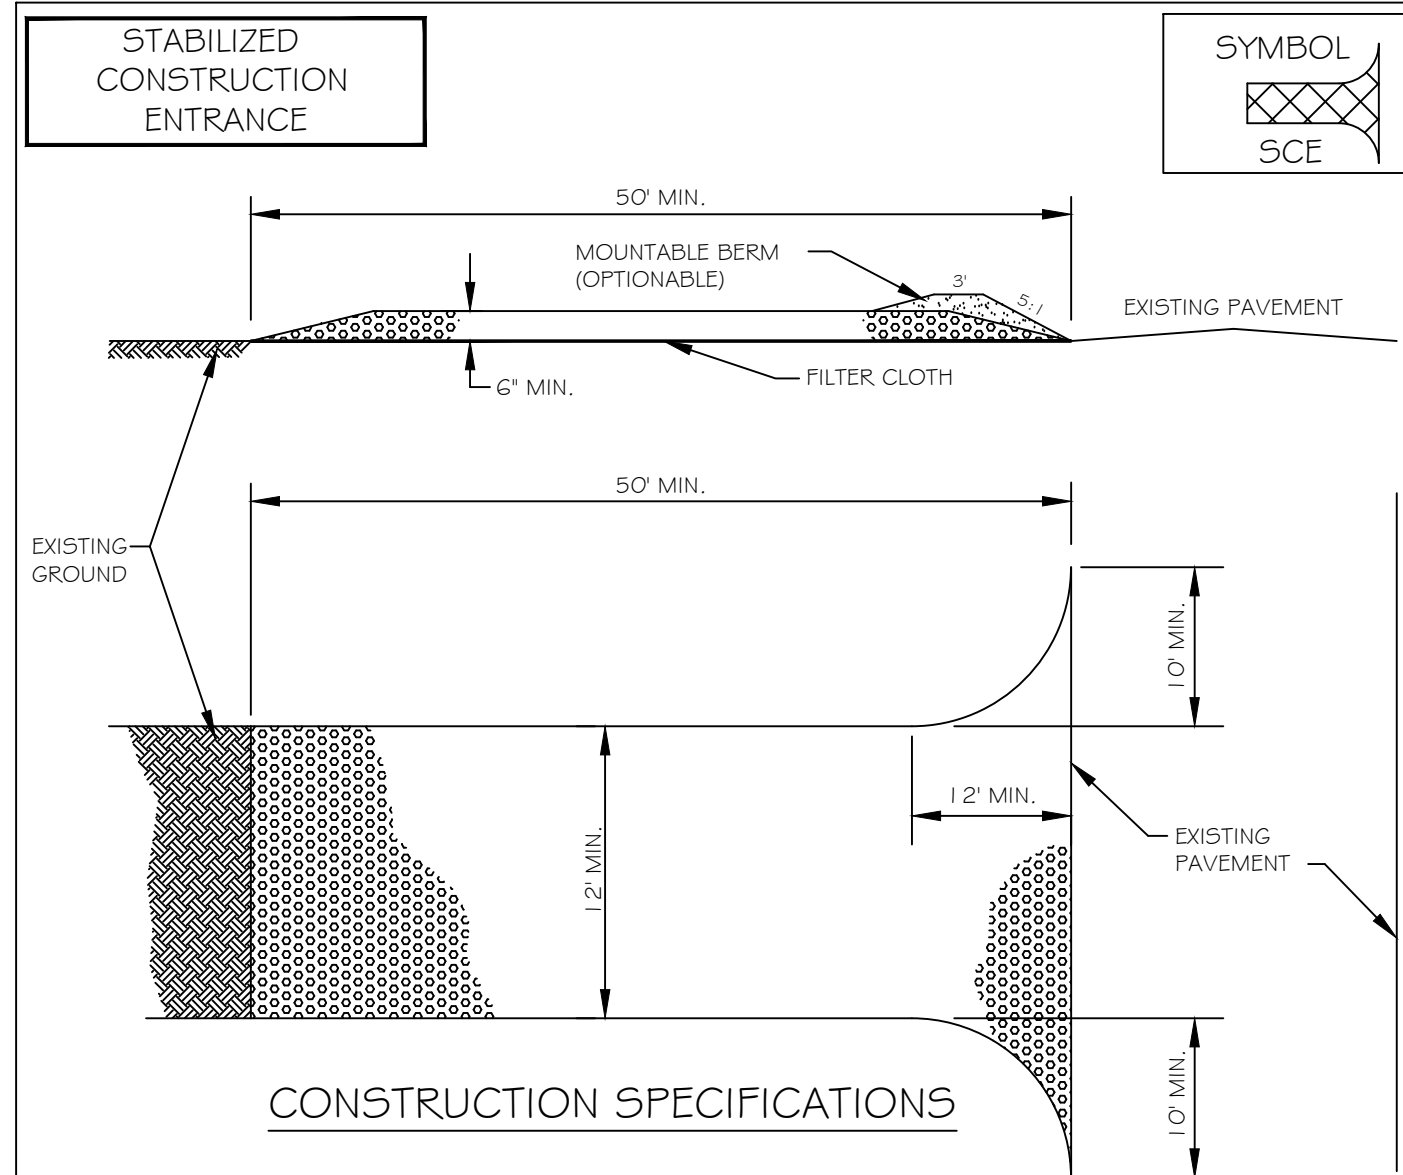 STABILIZED
CONSTRUCTION
ENTRANCE
SYMBOL
SCE
50' MIN.
MOUNTABLE BERM
(OPTIONABLE)
3'
5:1
EXISTING PAVEMENT
6" MIN.
FILTER CLOTH
50' MIN.
EXISTING
GROUND
10' MIN.
12' MIN.
12' MIN.
EXISTING
PAVEMENT
10' MIN.
CONSTRUCTION SPECIFICATIONS